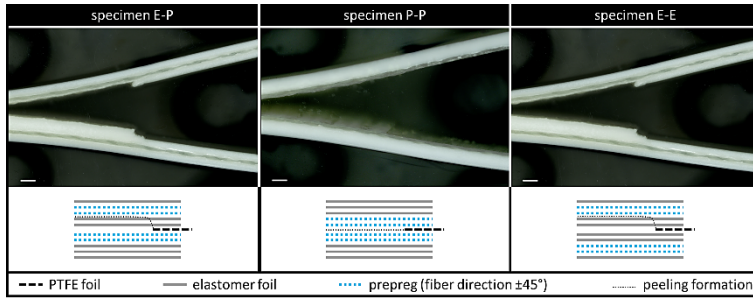 specimen E-P
specimen P-P
specimen E-E
PTFE foil
elastomer foil
prepreg (fiber direction ±45°)
peeling formation